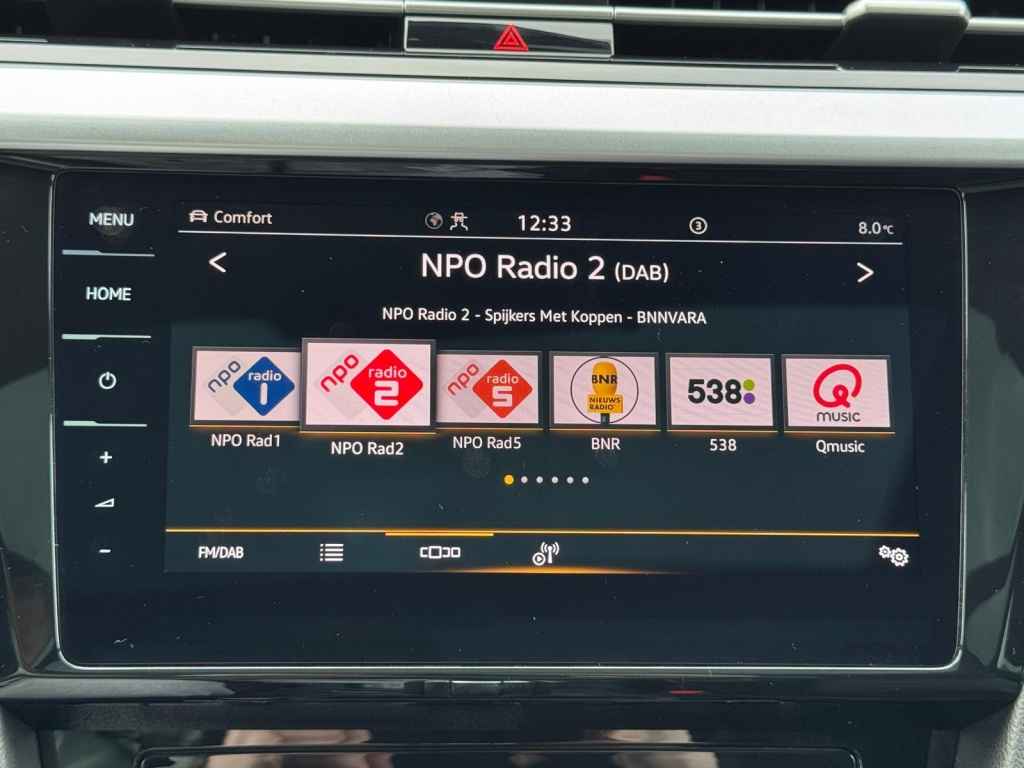 MENU
Comfort
12:33
3
8.0°C
HOME
< NPO Radio 2 (DAB) >
NPO Radio 2 - Spijkers Met Koppen - BNNVARA
npo radio 1
npo radio 2
npo radio 5
BNR NIEUWS RADIO
538
Q MUSIC
NPO Rad1
NPO Rad2
NPO Rad5
BNR
538
Qmusic
+
-
FM/DAB